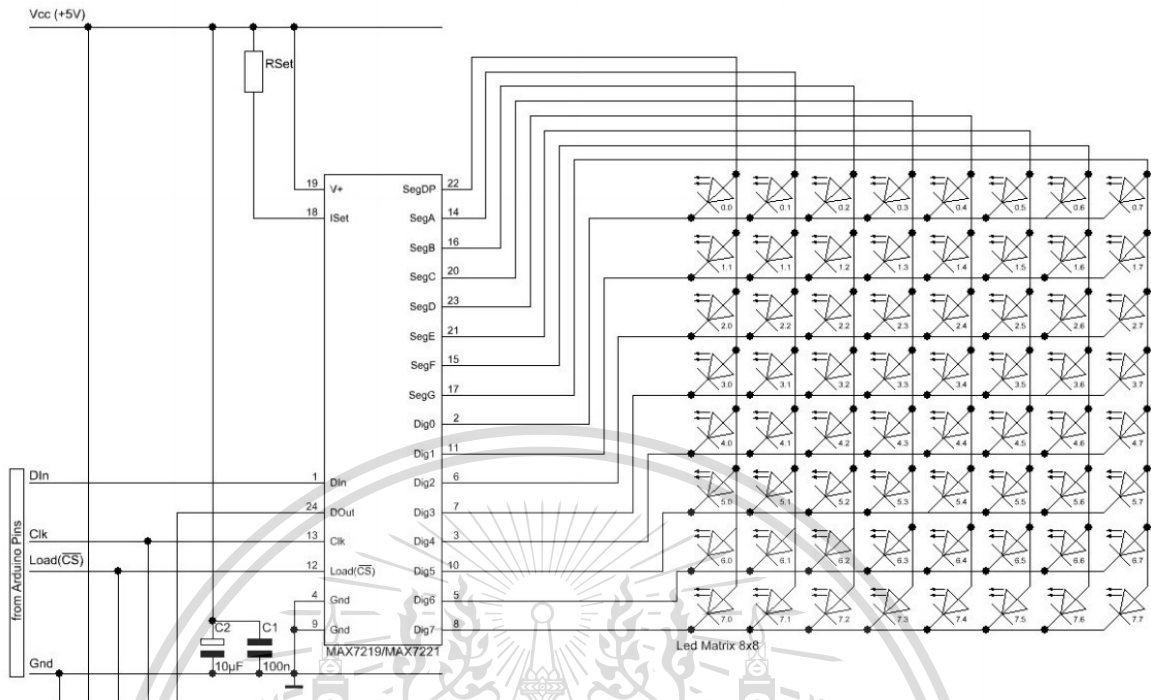 Vcc (+5V)
RSet
19 V+ SegDP 22
18 ISet SegA 14
SegB 16
SegC 20
SegD 23
SegE 21
SegF 15
SegG 17
Dig0 2
Dig1 11
from Arduino Pins
DIn 1 DIn Dig2 6
24 DOut Dig3 7
Clk 13 Clk Dig4 3
Load(CS) 12 Load(CS) Dig5 10
4 Gnd Dig6 5
9 Gnd Dig7 8
C2 C1
10µF 100n
MAX7219/MAX7221
Gnd
0.0 0.1 0.2 0.3 0.4 0.5 0.6 0.7
1.1 1.1 1.2 1.3 1.4 1.5 1.6 1.7
2.0 2.2 2.2 2.3 2.4 2.5 2.6 2.7
3.0 3.1 3.2 3.3 3.4 3.5 3.6 3.7
4.0 4.1 4.2 4.3 4.4 4.5 4.6 4.7
5.0 5.1 5.2 5.3 5.4 5.5 5.6 5.7
6.0 6.1 6.2 6.3 6.4 6.5 6.6 6.7
7.0 7.1 7.2 7.3 7.4 7.5 7.6 7.7
Led Matrix 8x8